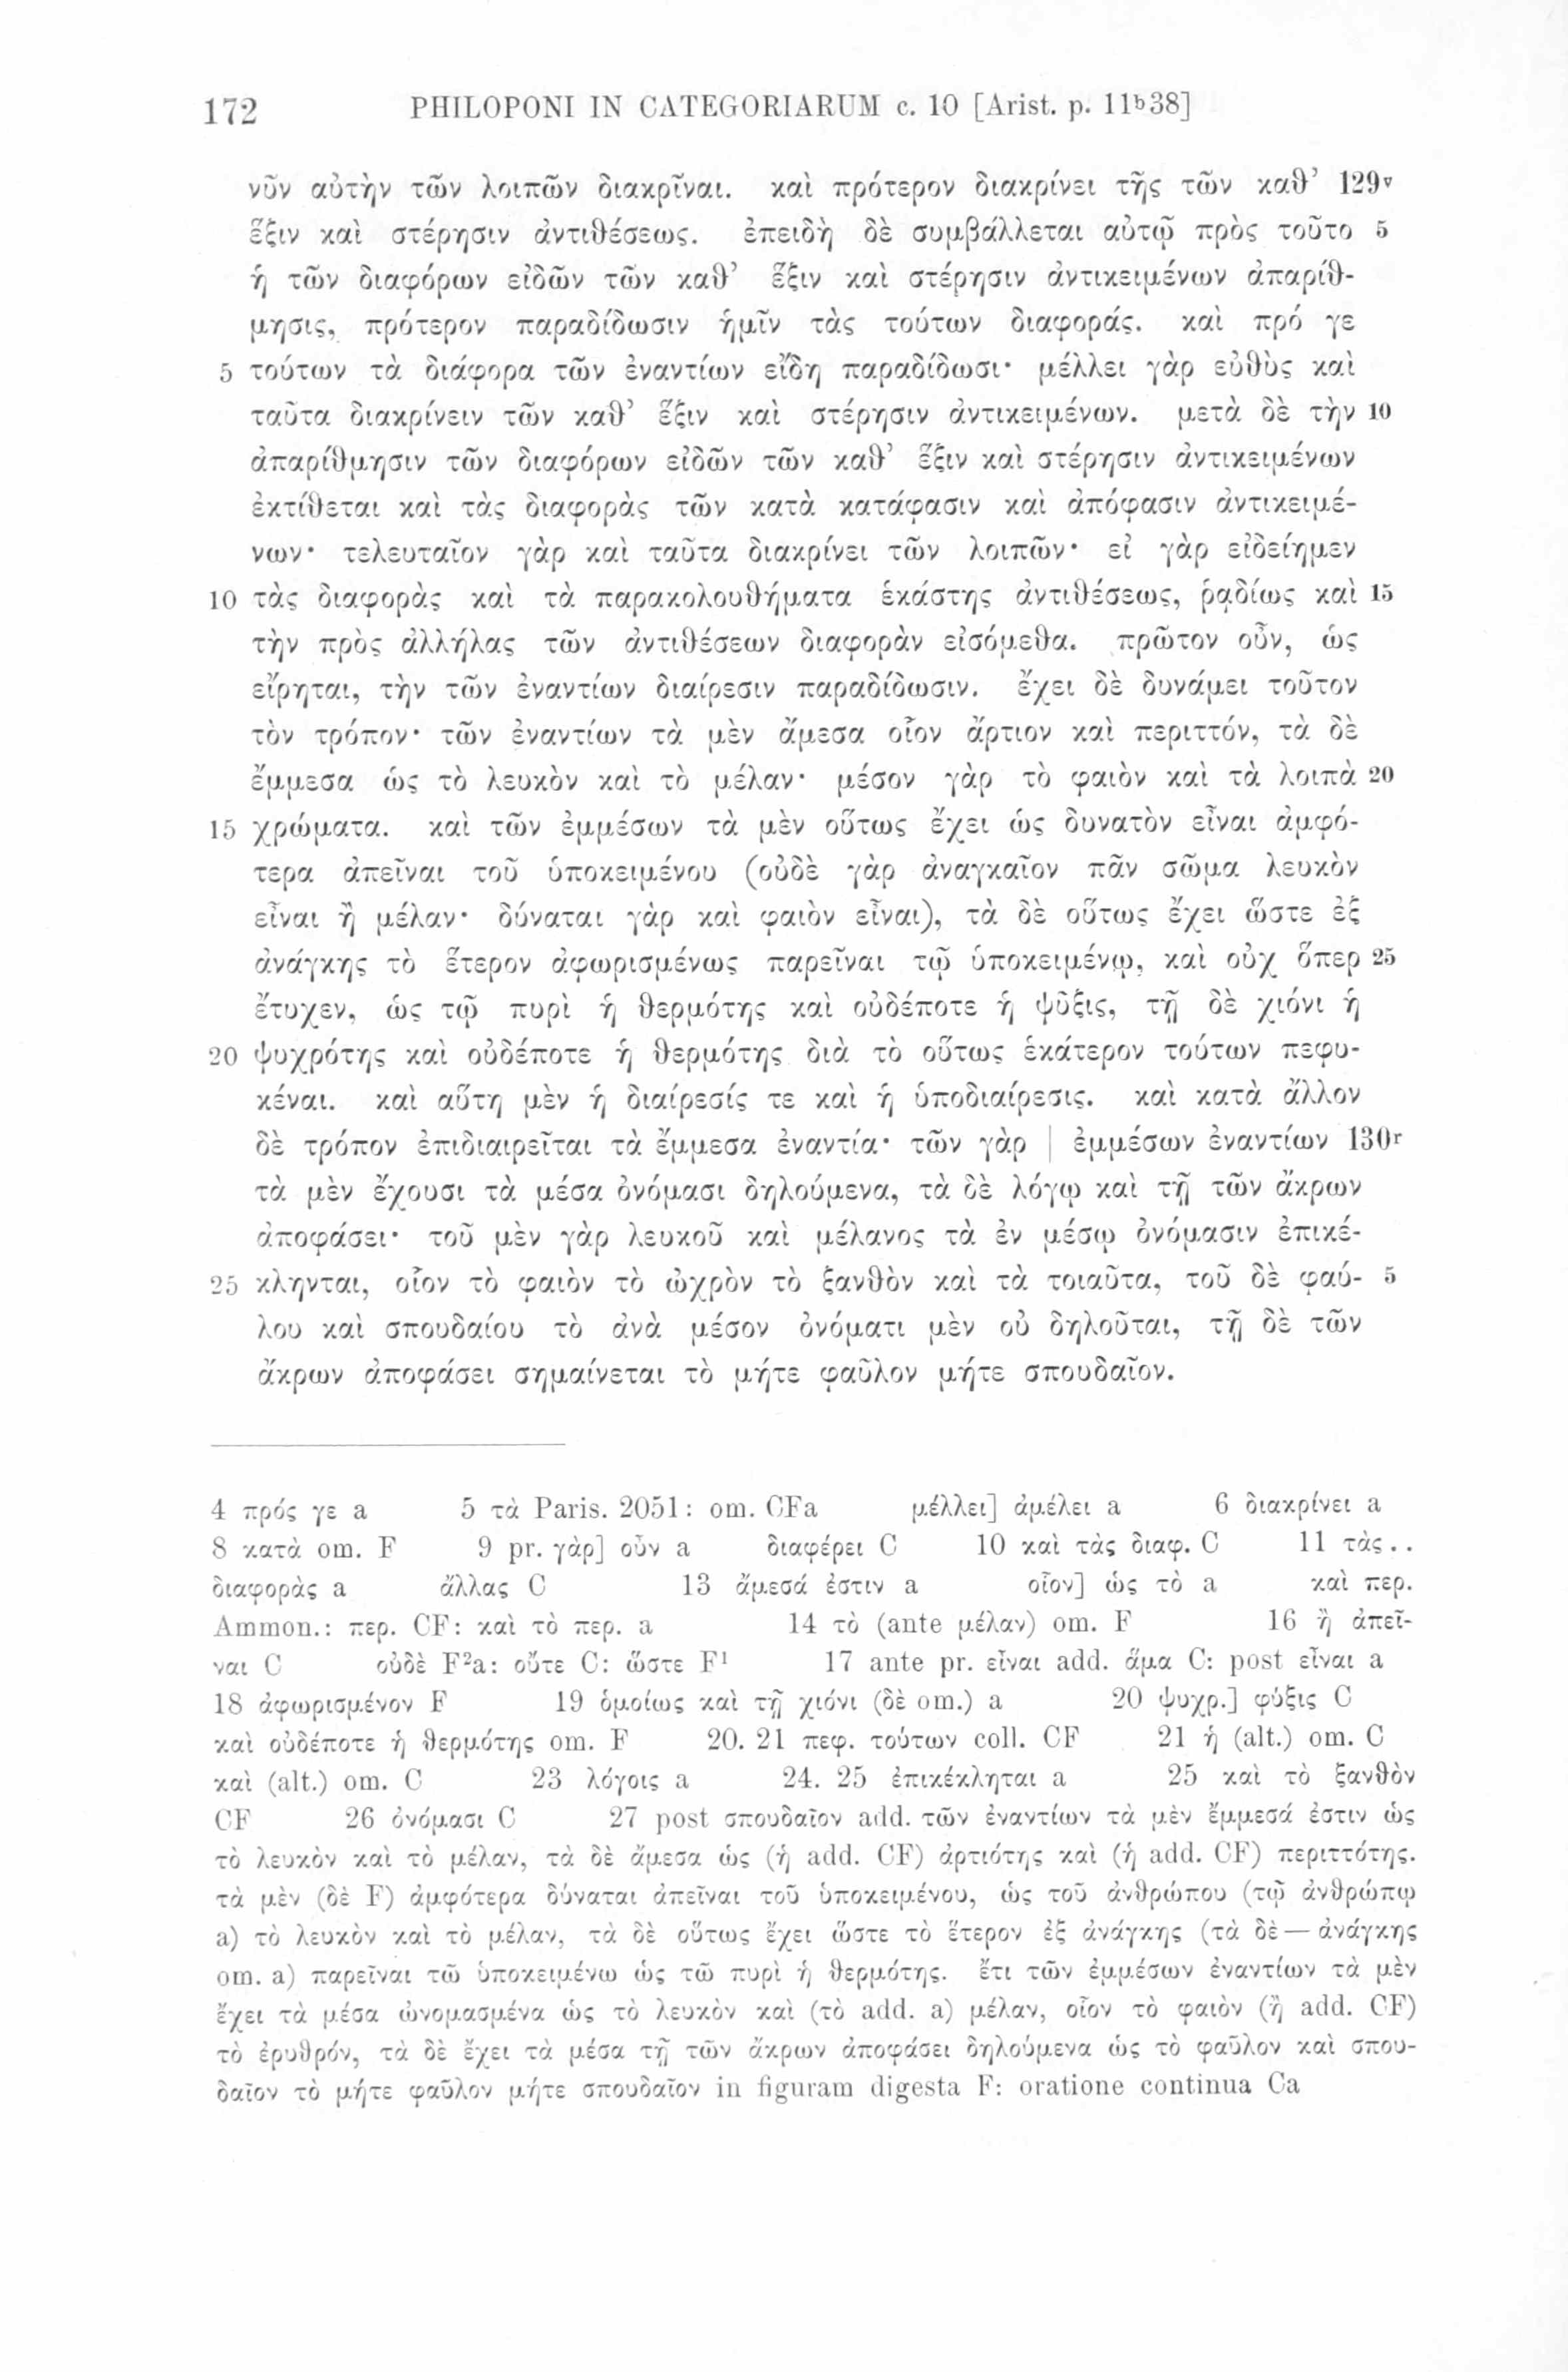 172 PHILOPONI IN CATEGORIARUM c. 10 [Arist. p. 11b38]
νῦν αὐτὴν τῶν λοιπῶν διακρῖναι. καὶ πρότερον διακρίνει τῆς τῶν καθ’ 129v
ἕξιν καὶ στέρησιν ἀντιθέσεως. ἐπειδὴ δὲ συμβάλλεται αὐτῷ πρὸς τοῦτο 5
ἡ τῶν διαφόρων εἰδῶν τῶν καθ’ ἕξιν καὶ στέρησιν ἀντικειμένων ἀπαρίθ-
μησις, πρότερον παραδίδωσιν ἡμῖν τὰς τούτων διαφοράς. καὶ πρό γε
5 τούτων τὰ διάφορα τῶν ἐναντίων εἴδη παραδίδωσι· μέλλει γὰρ εὐθὺς καὶ
ταῦτα διακρίνειν τῶν καθ’ ἕξιν καὶ στέρησιν ἀντικειμένων. μετὰ δὲ τὴν 10
ἀπαρίθμησιν τῶν διαφόρων εἰδῶν τῶν καθ’ ἕξιν καὶ στέρησιν ἀντικειμένων
ἐκτίθεται καὶ τὰς διαφορὰς τῶν κατὰ κατάφασιν καὶ ἀπόφασιν ἀντικειμέ-
νων· τελευταῖον γὰρ καὶ ταῦτα διακρίνει τῶν λοιπῶν· εἰ γὰρ εἰδείημεν
10 τὰς διαφορὰς καὶ τὰ παρακολουθήματα ἑκάστης ἀντιθέσεως, ῥᾳδίως καὶ 15
τὴν πρὸς ἀλλήλας τῶν ἀντιθέσεων διαφορὰν εἰσόμεθα. πρῶτον οὖν, ὡς
εἴρηται, τὴν τῶν ἐναντίων διαίρεσιν παραδίδωσιν. ἔχει δὲ δυνάμει τοῦτον
τὸν τρόπον· τῶν ἐναντίων τὰ μὲν ἄμεσα οἷον ἄρτιον καὶ περιττόν, τὰ δὲ
ἔμμεσα ὡς τὸ λευκὸν καὶ τὸ μέλαν· μέσον γὰρ τὸ φαιὸν καὶ τὰ λοιπὰ 20
15 χρώματα. καὶ τῶν ἐμμέσων τὰ μὲν οὕτως ἔχει ὡς δυνατὸν εἶναι ἀμφό-
τερα ἀπεῖναι τοῦ ὑποκειμένου (οὐδὲ γὰρ ἀναγκαῖον πᾶν σῶμα λευκὸν
εἶναι ἢ μέλαν· δύναται γὰρ καὶ φαιὸν εἶναι), τὰ δὲ οὕτως ἔχει ὥστε ἐξ
ἀνάγκης τὸ ἕτερον ἀφωρισμένως παρεῖναι τῷ ὑποκειμένῳ, καὶ οὐχ ὅπερ 25
ἔτυχεν, ὡς τῷ πυρὶ ἡ θερμότης καὶ οὐδέποτε ἡ ψῦξις, τῇ δὲ χιόνι ἡ
20 ψυχρότης καὶ οὐδέποτε ἡ θερμότης διὰ τὸ οὕτως ἑκάτερον τούτων πεφυ-
κέναι. καὶ αὕτη μὲν ἡ διαίρεσίς τε καὶ ἡ ὑποδιαίρεσις. καὶ κατὰ ἄλλον
δὲ τρόπον ἐπιδιαιρεῖται τὰ ἔμμεσα ἐναντία· τῶν γὰρ | ἐμμέσων ἐναντίων 130r
τὰ μὲν ἔχουσι τὰ μέσα ὀνόμασι δηλούμενα, τὰ δὲ λόγῳ καὶ τῇ τῶν ἄκρων
ἀποφάσει· τοῦ μὲν γὰρ λευκοῦ καὶ μέλανος τὰ ἐν μέσῳ ὀνόμασιν ἐπικέ-
25 κληνται, οἷον τὸ φαιὸν τὸ ὠχρὸν τὸ ξανθὸν καὶ τὰ τοιαῦτα, τοῦ δὲ φαύ- 5
λου καὶ σπουδαίου τὸ ἀνὰ μέσον ὀνόματι μὲν οὐ δηλοῦται, τῇ δὲ τῶν
ἄκρων ἀποφάσει σημαίνεται τὸ μήτε φαῦλον μήτε σπουδαῖον.
4 πρός γε a 5 τὰ Paris. 2051: om. CFa μέλλει] ἀμέλει a 6 διακρίνει a
8 κατὰ om. F 9 pr. γὰρ] οὖν a διαφέρει C 10 καὶ τὰς διαφ. C 11 τὰς..
διαφορὰς a ἄλλας C 13 ἄμεσά ἐστιν a οἷον] ὡς τὸ a καὶ περ.
Ammon.: περ. CF: καὶ τὸ περ. a 14 τὸ (ante μέλαν) om. F 16 ἢ ἀπεῖ-
ναι C οὐδὲ F²a: οὔτε C: ὥστε F¹ 17 ante pr. εἶναι add. ἅμα C: post εἶναι a
18 ἀφωρισμένον F 19 ὁμοίως καὶ τῇ χιόνι (δὲ om.) a 20 ψυχρ.] φύξις C
καὶ οὐδέποτε ἡ θερμότης om. F 20. 21 πεφ. τούτων coll. CF 21 ἡ (alt.) om. C
καὶ (alt.) om. C 23 λόγοις a 24. 25 ἐπικέκληται a 25 καὶ τὸ ξανθὸν
CF 26 ὀνόμασι C 27 post σπουδαῖον add. τῶν ἐναντίων τὰ μὲν ἔμμεσά ἐστιν ὡς
τὸ λευκὸν καὶ τὸ μέλαν, τὰ δὲ ἄμεσα ὡς (ἡ add. CF) ἀρτιότης καὶ (ἡ add. CF) περιττότης.
τὰ μὲν (δὲ F) ἀμφότερα δύναται ἀπεῖναι τοῦ ὑποκειμένου, ὡς τοῦ ἀνθρώπου (τῷ ἀνθρώπῳ
a) τὸ λευκὸν καὶ τὸ μέλαν, τὰ δὲ οὕτως ἔχει ὥστε τὸ ἕτερον ἐξ ἀνάγκης (τὰ δὲ — ἀνάγκης
om. a) παρεῖναι τῶ ὑποκειμένω ὡς τῶ πυρὶ ἡ θερμότης. ἔτι τῶν ἐμμέσων ἐναντίων τὰ μὲν
ἔχει τὰ μέσα ὠνομασμένα ὡς τὸ λευκὸν καὶ (τὸ add. a) μέλαν, οἷον τὸ φαιὸν (ἢ add. CF)
τὸ ἐρυθρόν, τὰ δὲ ἔχει τὰ μέσα τῇ τῶν ἄκρων ἀποφάσει δηλούμενα ὡς τὸ φαῦλον καὶ σπου-
δαῖον τὸ μήτε φαῦλον μήτε σπουδαῖον in figuram digesta F: oratione continua Ca